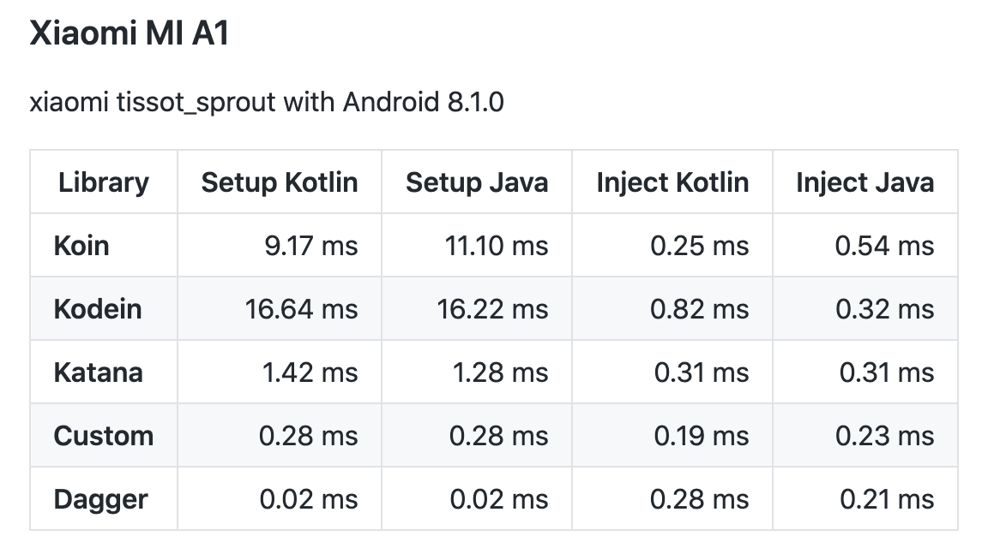 Xiaomi MI A1
xiaomi tissot_sprout with Android 8.1.0
Library Setup Kotlin Setup Java Inject Kotlin Inject Java
Koin 9.17 ms 11.10 ms 0.25 ms 0.54 ms
Kodein 16.64 ms 16.22 ms 0.82 ms 0.32 ms
Katana 1.42 ms 1.28 ms 0.31 ms 0.31 ms
Custom 0.28 ms 0.28 ms 0.19 ms 0.23 ms
Dagger 0.02 ms 0.02 ms 0.28 ms 0.21 ms